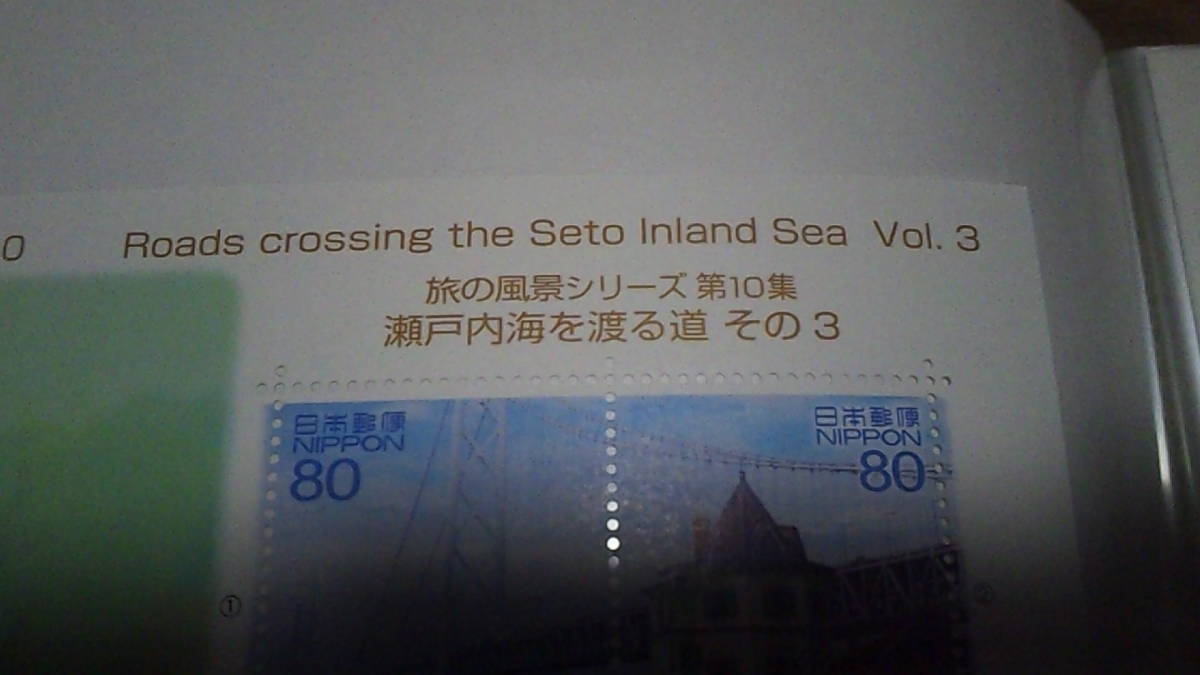 0 Roads crossing the Seto Inland Sea Vol. 3
旅の風景シリーズ 第10集
瀬戸内海を渡る道 その3
日本郵便
NIPPON
80
日本郵便
NIPPON
80
①
②